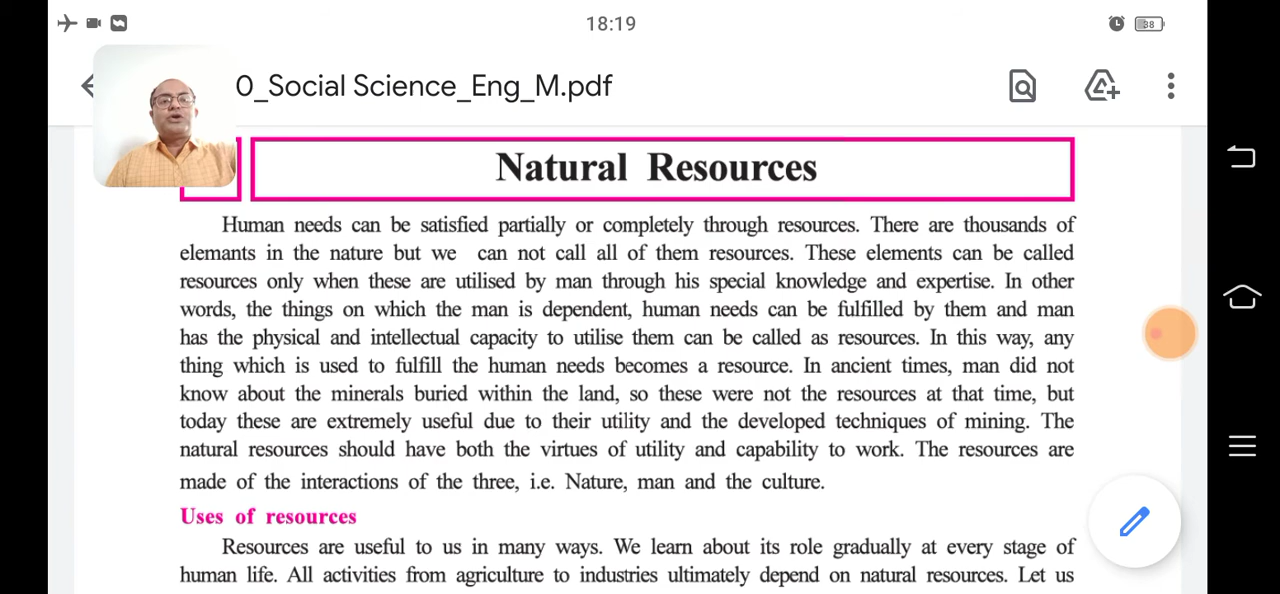 18:19
38
0_Social Science_Eng_M.pdf
Natural Resources
Human needs can be satisfied partially or completely through resources. There are thousands of
elemants in the nature but we can not call all of them resources. These elements can be called
resources only when these are utilised by man through his special knowledge and expertise. In other
words, the things on which the man is dependent, human needs can be fulfilled by them and man
has the physical and intellectual capacity to utilise them can be called as resources. In this way, any
thing which is used to fulfill the human needs becomes a resource. In ancient times, man did not
know about the minerals buried within the land, so these were not the resources at that time, but
today these are extremely useful due to their utility and the developed techniques of mining. The
natural resources should have both the virtues of utility and capability to work. The resources are
made of the interactions of the three, i.e. Nature, man and the culture.
Uses of resources
Resources are useful to us in many ways. We learn about its role gradually at every stage of
human life. All activities from agriculture to industries ultimately depend on natural resources. Let us